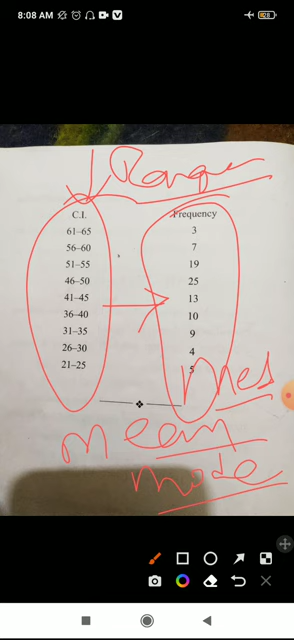 8:08 AM
28
Range
C.I. Frequency
61–65 3
56–60 7
51–55 19
46–50 25
41–45 13
36–40 10
31–35 9
26–30 4
21–25 5
Mean
mode